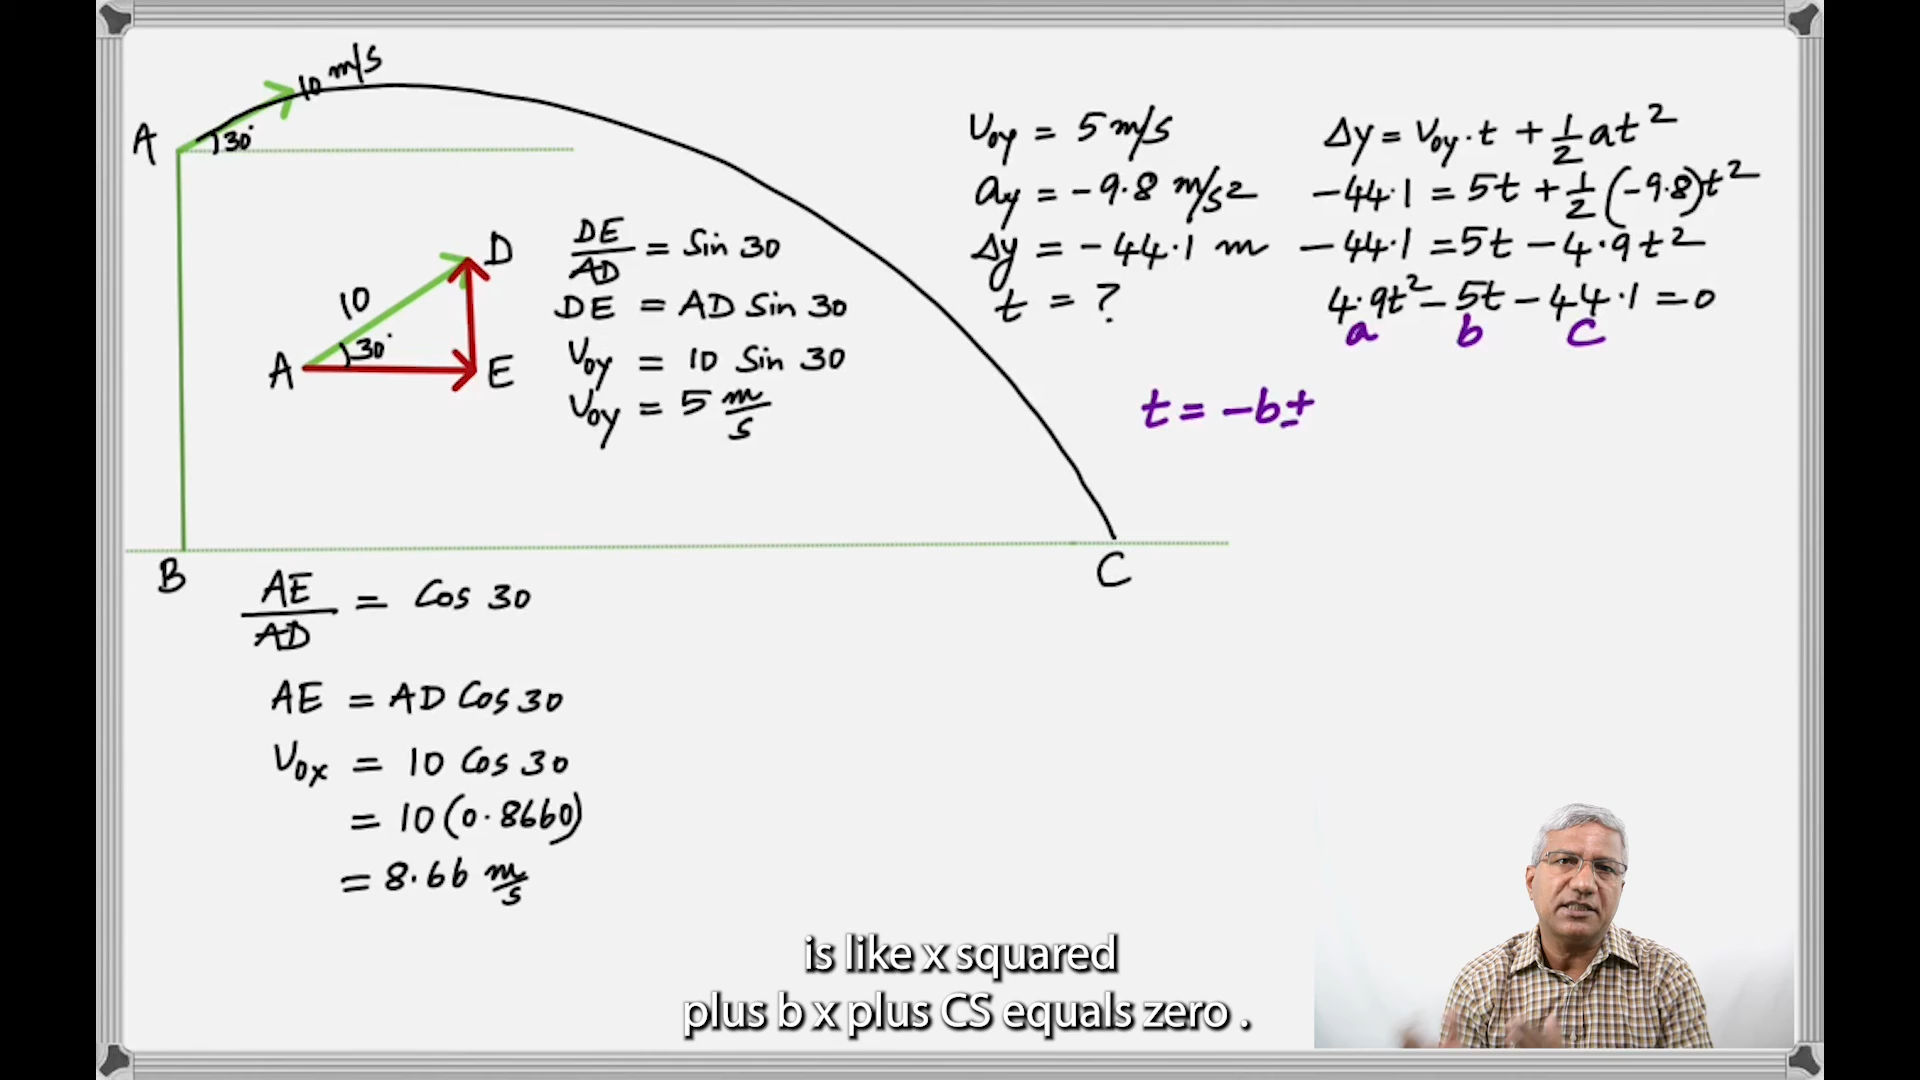 10 m/s
A
30°
D
10
A
30°
E
DE/AD = Sin 30
DE = AD Sin 30
Voy = 10 Sin 30
Voy = 5 m/s
B
C
AE/AD = Cos 30
AE = AD Cos 30
Vox = 10 Cos 30
= 10 (0.8660)
= 8.66 m/s
Voy = 5 m/s
ay = -9.8 m/s2
Δy = -44.1 m
t = ?
Δy = Voy.t + 1/2 at²
-44.1 = 5t + 1/2 (-9.8)t²
-44.1 = 5t - 4.9t²
4.9t² - 5t - 44.1 = 0
a b c
t = -b±
is like x squared
plus b x plus CS equals zero .